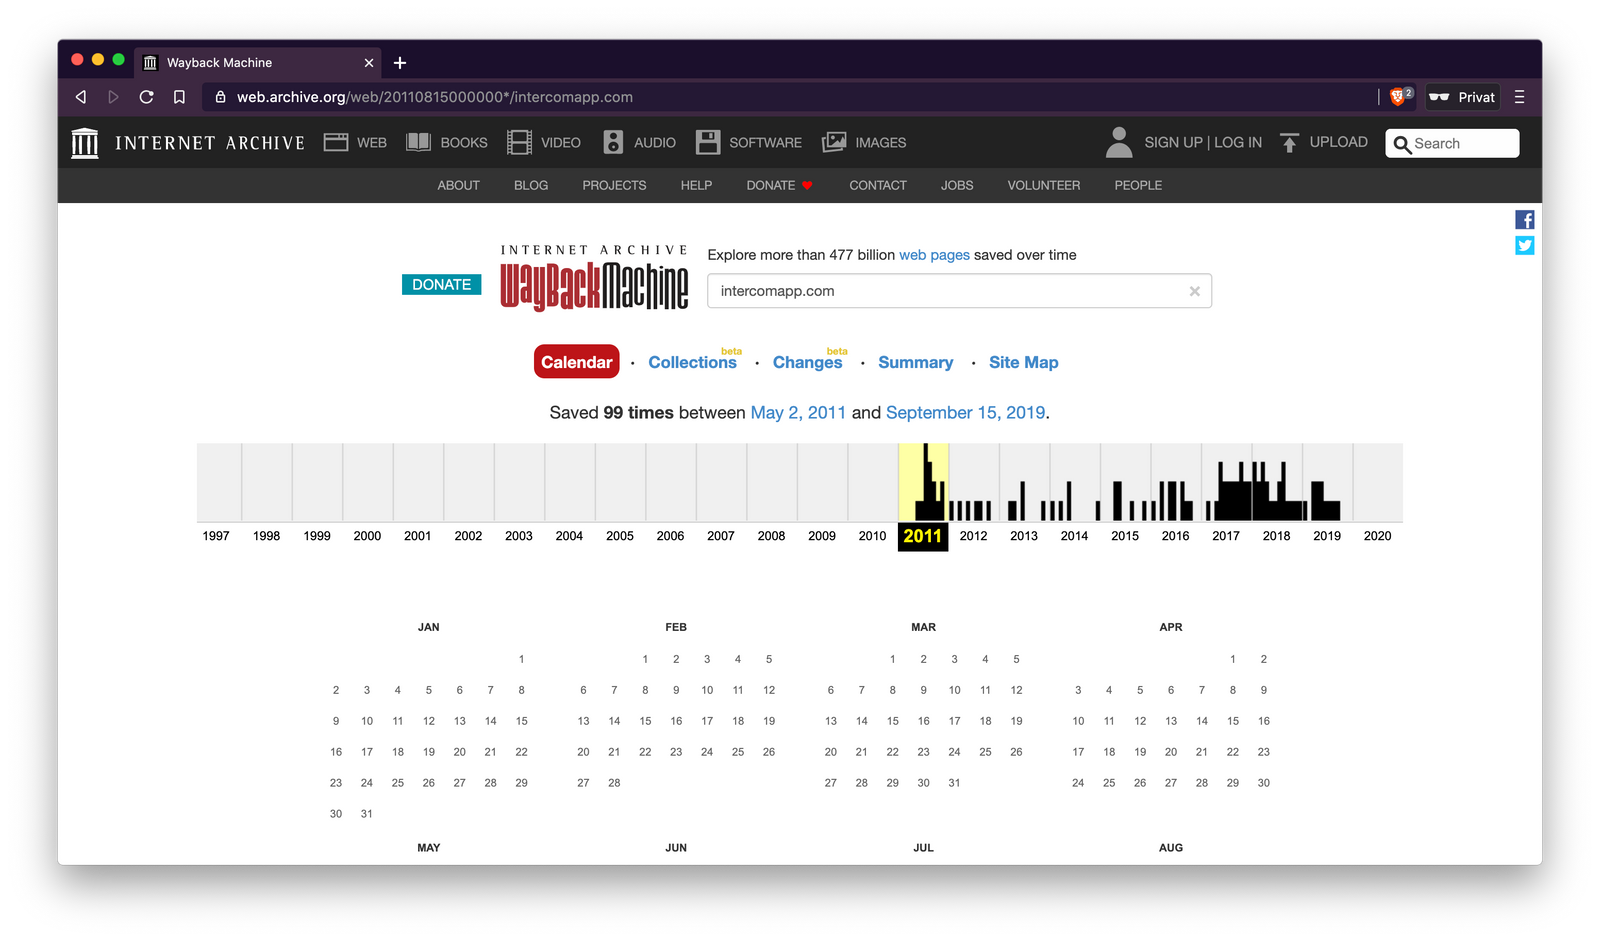 Wayback Machine
web.archive.org/web/20110815000000*/intercomapp.com
2
Privat
INTERNET ARCHIVE WEB BOOKS VIDEO AUDIO SOFTWARE IMAGES SIGN UP | LOG IN UPLOAD Search
ABOUT BLOG PROJECTS HELP DONATE CONTACT JOBS VOLUNTEER PEOPLE
DONATE
INTERNET ARCHIVE
WayBackMachine
Explore more than 477 billion web pages saved over time
intercomapp.com
Calendar · Collections beta · Changes beta · Summary · Site Map
Saved 99 times between May 2, 2011 and September 15, 2019.
1997 1998 1999 2000 2001 2002 2003 2004 2005 2006 2007 2008 2009 2010 2011 2012 2013 2014 2015 2016 2017 2018 2019 2020
JAN
1
2 3 4 5 6 7 8
9 10 11 12 13 14 15
16 17 18 19 20 21 22
23 24 25 26 27 28 29
30 31
FEB
1 2 3 4 5
6 7 8 9 10 11 12
13 14 15 16 17 18 19
20 21 22 23 24 25 26
27 28
MAR
1 2 3 4 5
6 7 8 9 10 11 12
13 14 15 16 17 18 19
20 21 22 23 24 25 26
27 28 29 30 31
APR
1 2
3 4 5 6 7 8 9
10 11 12 13 14 15 16
17 18 19 20 21 22 23
24 25 26 27 28 29 30
MAY JUN JUL AUG